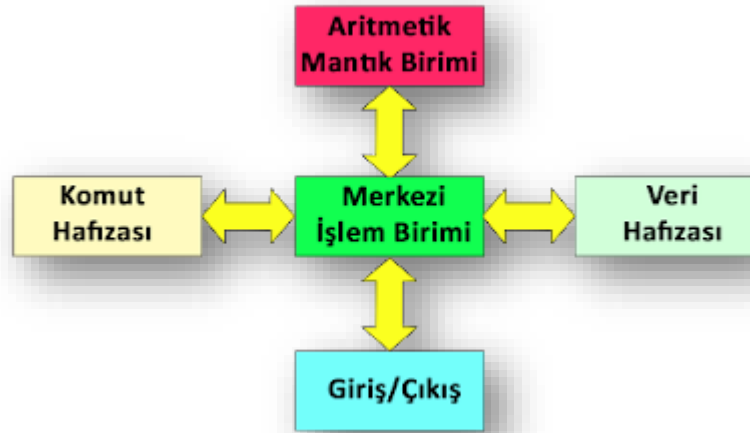 Aritmetik
Mantık Birimi
Komut
Hafızası
Merkezi
İşlem Birimi
Veri
Hafızası
Giriş/Çıkış